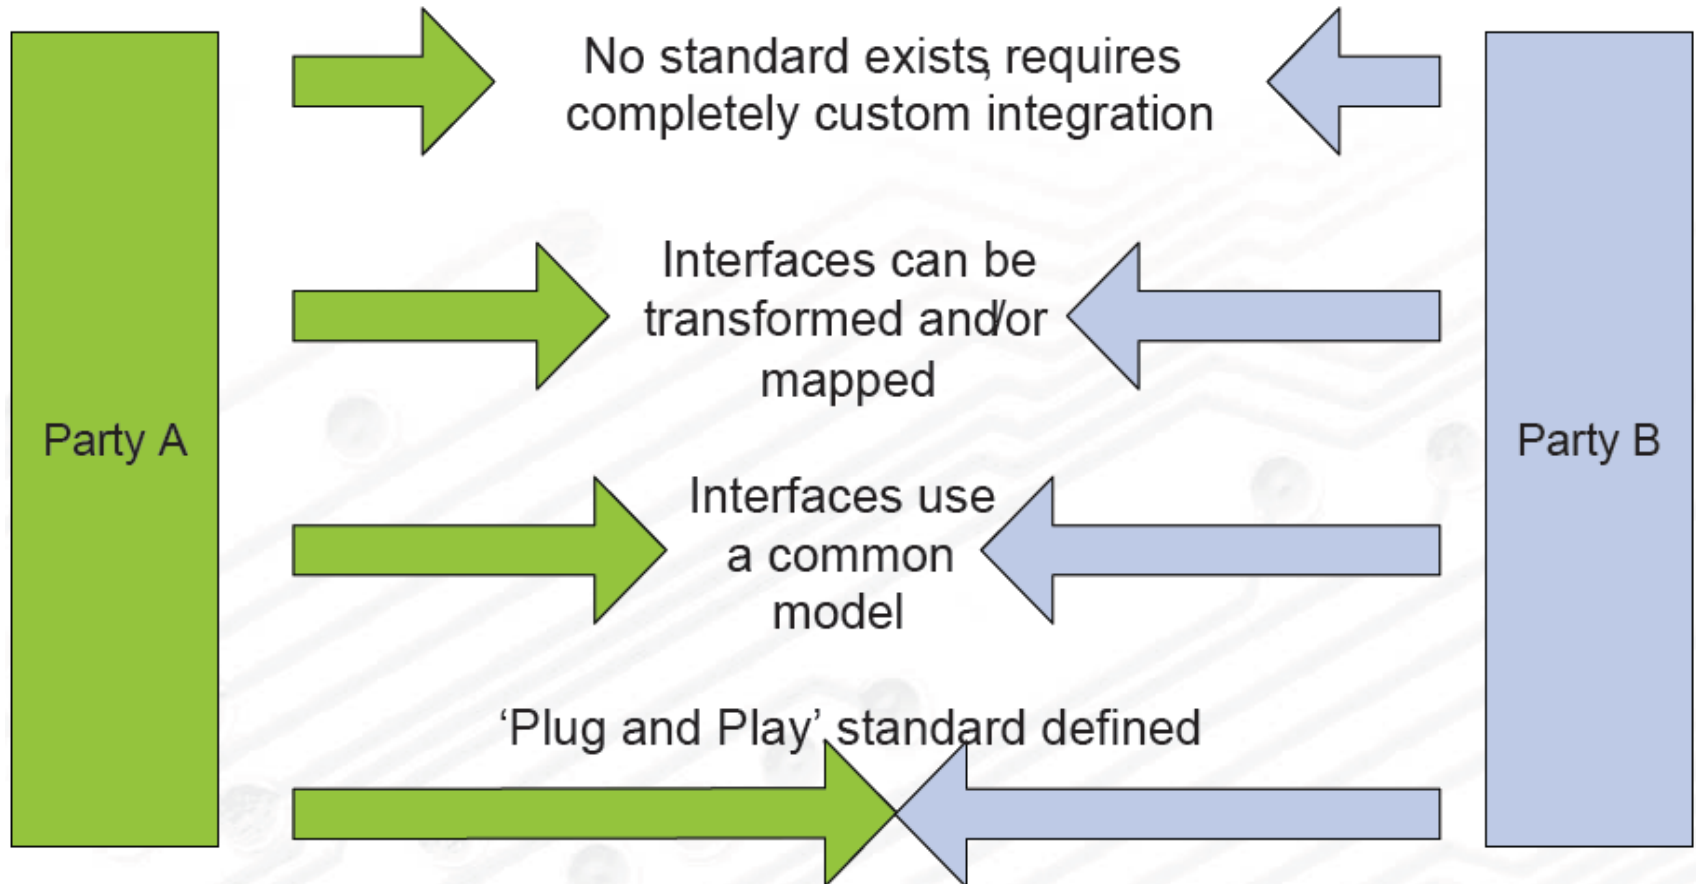 No standard exists, requires
completely custom integration
Interfaces can be
transformed and/or
mapped
Party A
Party B
Interfaces use
a common
model
‘Plug and Play’ standard defined